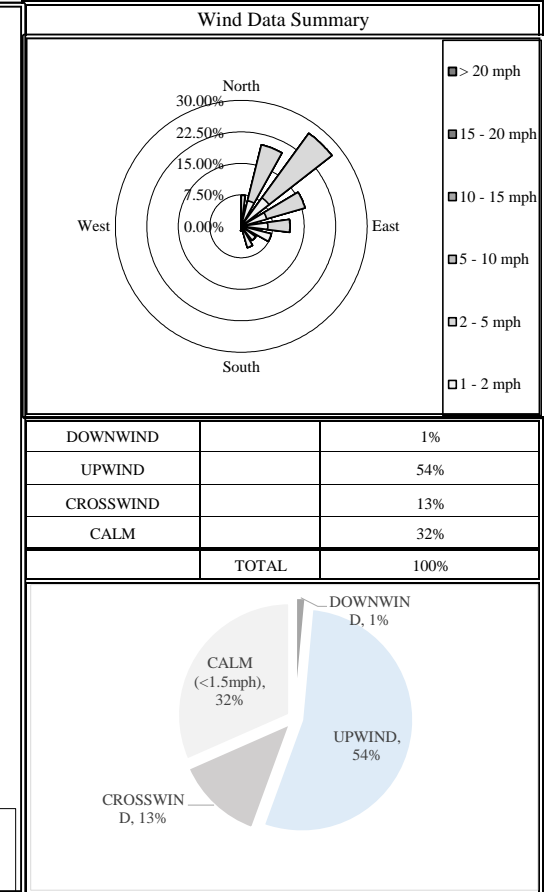 Wind Data Summary
North
30.00%
22.50%
15.00%
7.50%
0.00%
West
East
South
> 20 mph
15 - 20 mph
10 - 15 mph
5 - 10 mph
2 - 5 mph
1 - 2 mph
DOWNWIND 1%
UPWIND 54%
CROSSWIND 13%
CALM 32%
TOTAL 100%
DOWNWIN
D, 1%
CALM
(<1.5mph),
32%
UPWIND,
54%
CROSSWIN
D, 13%